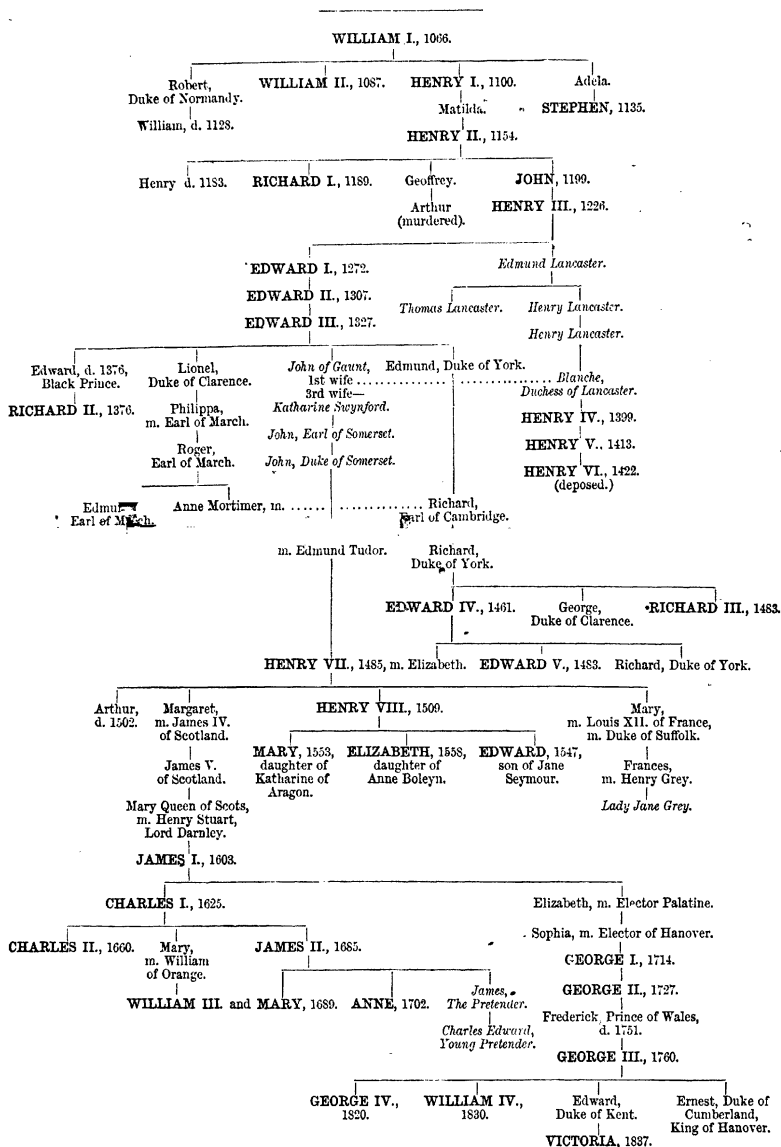 WILLIAM I., 1066.
Robert, Duke of Normandy.
WILLIAM II., 1087.
HENRY I., 1100.
Adela.
William, d. 1128.
Matilda.
STEPHEN, 1135.
HENRY II., 1154.
Henry d. 1183.
RICHARD I., 1189.
Geoffrey.
JOHN, 1199.
Arthur
(murdered).
HENRY III., 1226.
EDWARD I., 1272.
Edmund Lancaster.
EDWARD II., 1307.
Thomas Lancaster.
Henry Lancaster.
EDWARD III., 1327.
Henry Lancaster.
Edward, d. 1376,
Black Prince.
Lionel,
Duke of Clarence.
John of Gaunt,
1st wife
3rd wife—
Katharine Swynford.
Edmund, Duke of York.
Blanche,
Duchess of Lancaster.
RICHARD II., 1376.
Philippa,
m. Earl of March.
HENRY IV., 1399.
John, Earl of Somerset.
HENRY V., 1413.
Roger,
Earl of March.
John, Duke of Somerset.
HENRY VI., 1422.
(deposed.)
Earl of
Anne Mortimer, m.
Richard,
Earl of Cambridge.
m. Edmund Tudor.
Richard,
Duke of York.
EDWARD IV., 1461.
George,
Duke of Clarence.
RICHARD III., 1483.
HENRY VII., 1485, m. Elizabeth.
EDWARD V., 1483.
Richard, Duke of York.
Arthur,
d. 1502.
Margaret,
m. James IV.
of Scotland.
HENRY VIII., 1509.
Mary,
m. Louis XII. of France,
m. Duke of Suffolk.
James V.
of Scotland.
MARY, 1553,
daughter of
Katharine of
Aragon.
ELIZABETH, 1558,
daughter of
Anne Boleyn.
EDWARD, 1547,
son of Jane
Seymour.
Frances,
m. Henry Grey.
Lady Jane Grey.
Mary Queen of Scots,
m. Henry Stuart,
Lord Darnley.
JAMES I., 1603.
CHARLES I., 1625.
Elizabeth, m. Elector Palatine.
CHARLES II., 1660.
Mary,
m. William
of Orange.
JAMES II., 1685.
Sophia, m. Elector of Hanover.
GEORGE I., 1714.
WILLIAM III. and MARY, 1689.
ANNE, 1702.
James,
The Pretender.
GEORGE II., 1727.
Charles Edward,
Young Pretender.
Frederick, Prince of Wales,
d. 1751.
GEORGE III., 1760.
GEORGE IV.,
1820.
WILLIAM IV.,
1830.
Edward,
Duke of Kent.
Ernest, Duke of
Cumberland,
King of Hanover.
VICTORIA, 1837.